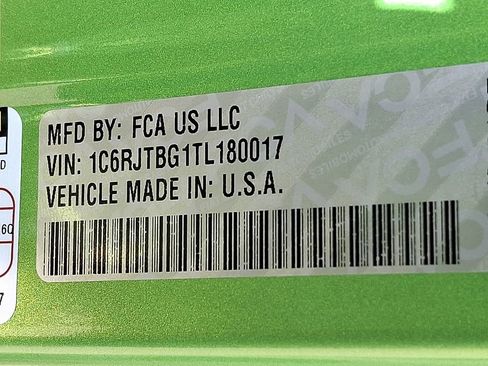 MFD BY: FCA US LLC
VIN: 1C6RJTBG1TL180017
VEHICLE MADE IN: U.S.A.